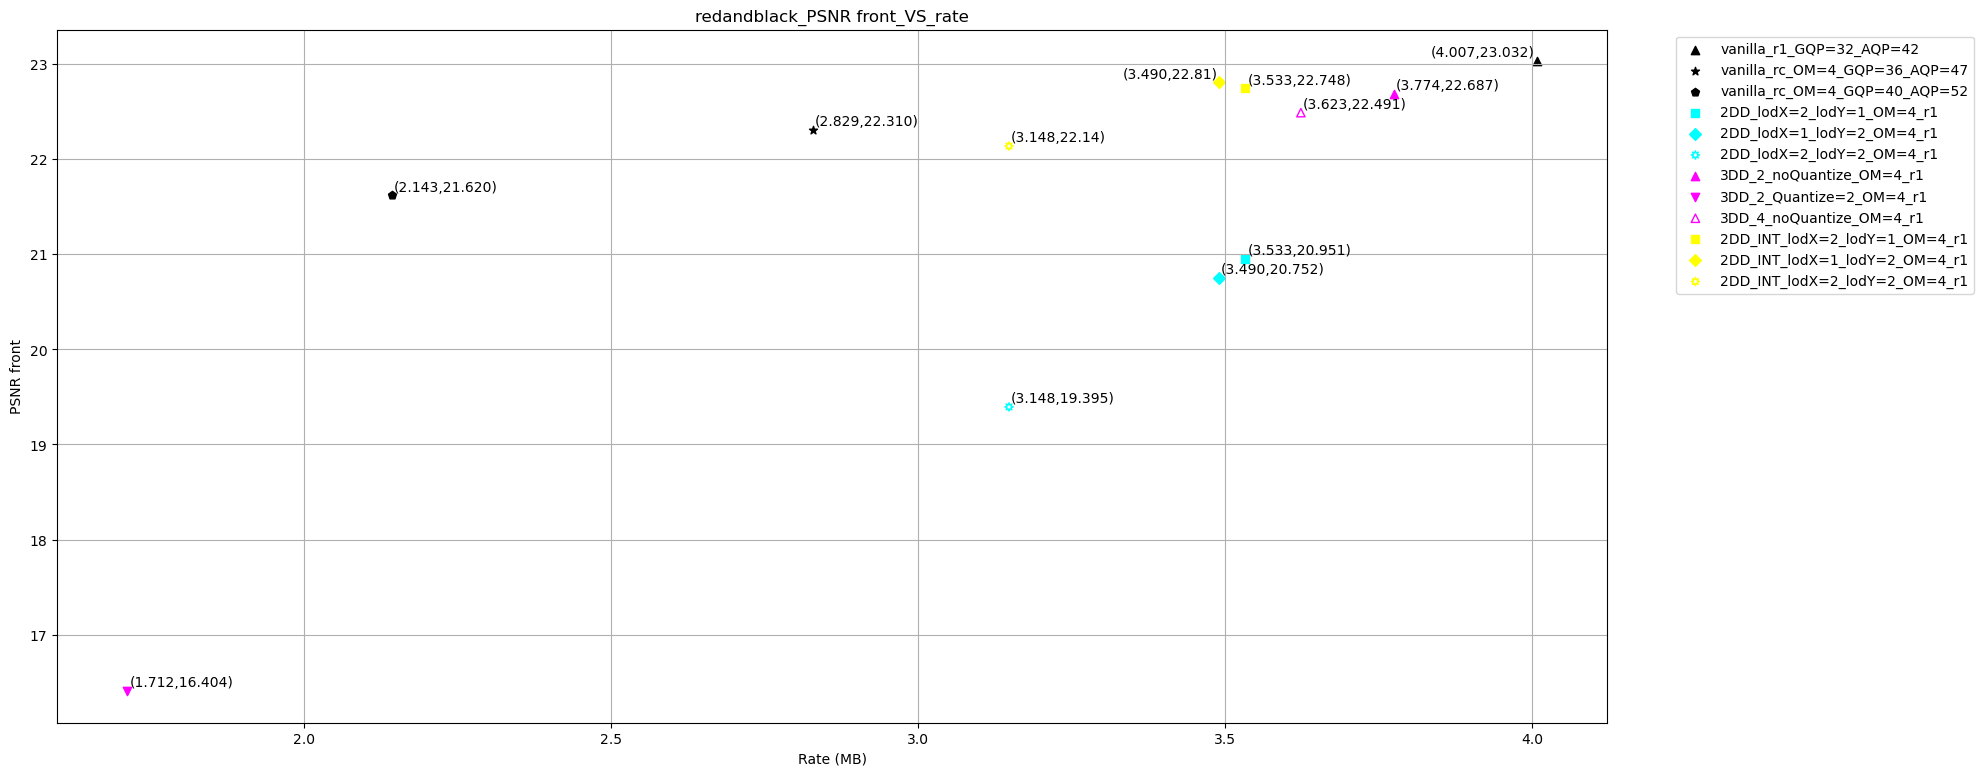 redandblack_PSNR front_VS_rate
PSNR front
23
22
21
20
19
18
17
(4.007,23.032)
(3.490,22.81)
(3.533,22.748)
(3.774,22.687)
(3.623,22.491)
(2.829,22.310)
(3.148,22.14)
(2.143,21.620)
(3.533,20.951)
(3.490,20.752)
(3.148,19.395)
(1.712,16.404)
2.0
2.5
3.0
3.5
4.0
Rate (MB)
vanilla_r1_GQP=32_AQP=42
vanilla_rc_OM=4_GQP=36_AQP=47
vanilla_rc_OM=4_GQP=40_AQP=52
2DD_lodX=2_lodY=1_OM=4_r1
2DD_lodX=1_lodY=2_OM=4_r1
2DD_lodX=2_lodY=2_OM=4_r1
3DD_2_noQuantize_OM=4_r1
3DD_2_Quantize=2_OM=4_r1
3DD_4_noQuantize_OM=4_r1
2DD_INT_lodX=2_lodY=1_OM=4_r1
2DD_INT_lodX=1_lodY=2_OM=4_r1
2DD_INT_lodX=2_lodY=2_OM=4_r1